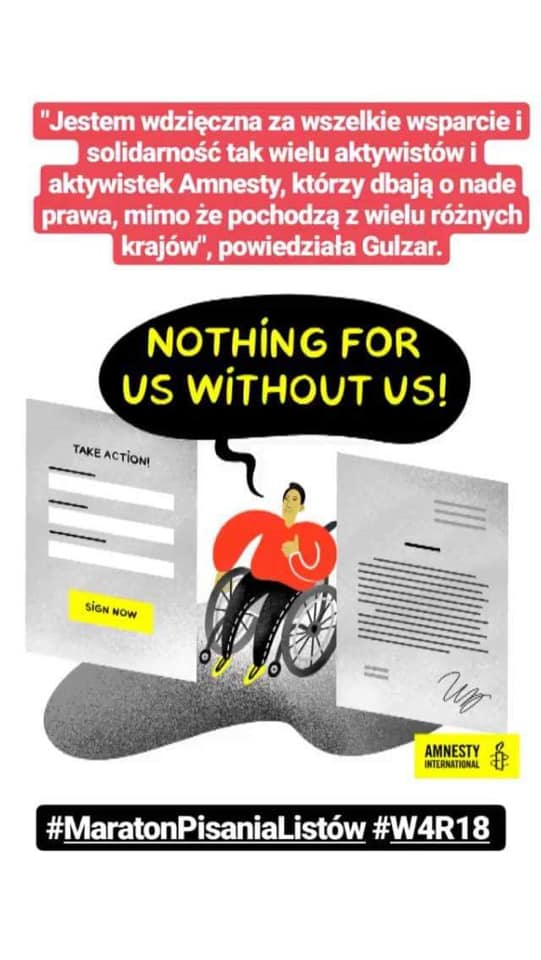 "Jestem wdzięczna za wszelkie wsparcie i
solidarność tak wielu aktywistów i
aktywistek Amnesty, którzy dbają o nade
prawa, mimo że pochodzą z wielu różnych
krajów", powiedziała Gulzar.
NOTHING FOR
US WITHOUT US!
TAKE ACTION!
SIGN NOW
AMNESTY
INTERNATIONAL
#MaratonPisaniaListów #W4R18